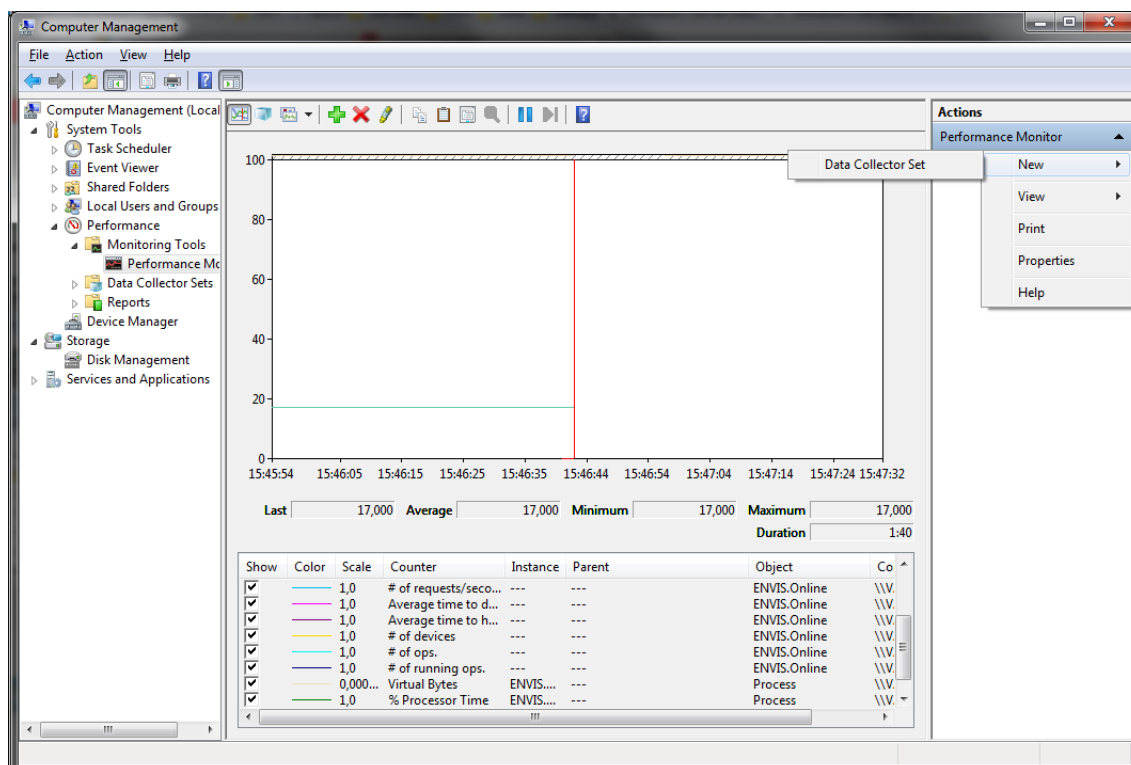 Computer Management
File Action View Help
Computer Management (Local
System Tools
Task Scheduler
Event Viewer
Shared Folders
Local Users and Groups
Performance
Monitoring Tools
Performance Mo
Data Collector Sets
Reports
Device Manager
Storage
Disk Management
Services and Applications
100
80
60
40
20
0
15:45:54 15:46:05 15:46:15 15:46:25 15:46:35 15:46:44 15:46:54 15:47:04 15:47:14 15:47:24 15:47:32
Last 17,000 Average 17,000 Minimum 17,000 Maximum 17,000
Duration 1:40
Show Color Scale Counter Instance Parent Object Co
1,0 # of requests/seco... --- --- ENVIS.Online \\V.
1,0 Average time to d... --- --- ENVIS.Online \\V.
1,0 Average time to h... --- --- ENVIS.Online \\V.
1,0 # of devices --- --- ENVIS.Online \\V.
1,0 # of ops. --- --- ENVIS.Online \\V.
1,0 # of running ops. --- --- ENVIS.Online \\V.
0,000... Virtual Bytes ENVIS.... --- Process \\V.
1,0 % Processor Time ENVIS.... --- Process \\V.
Actions
Performance Monitor
Data Collector Set
New
View
Print
Properties
Help